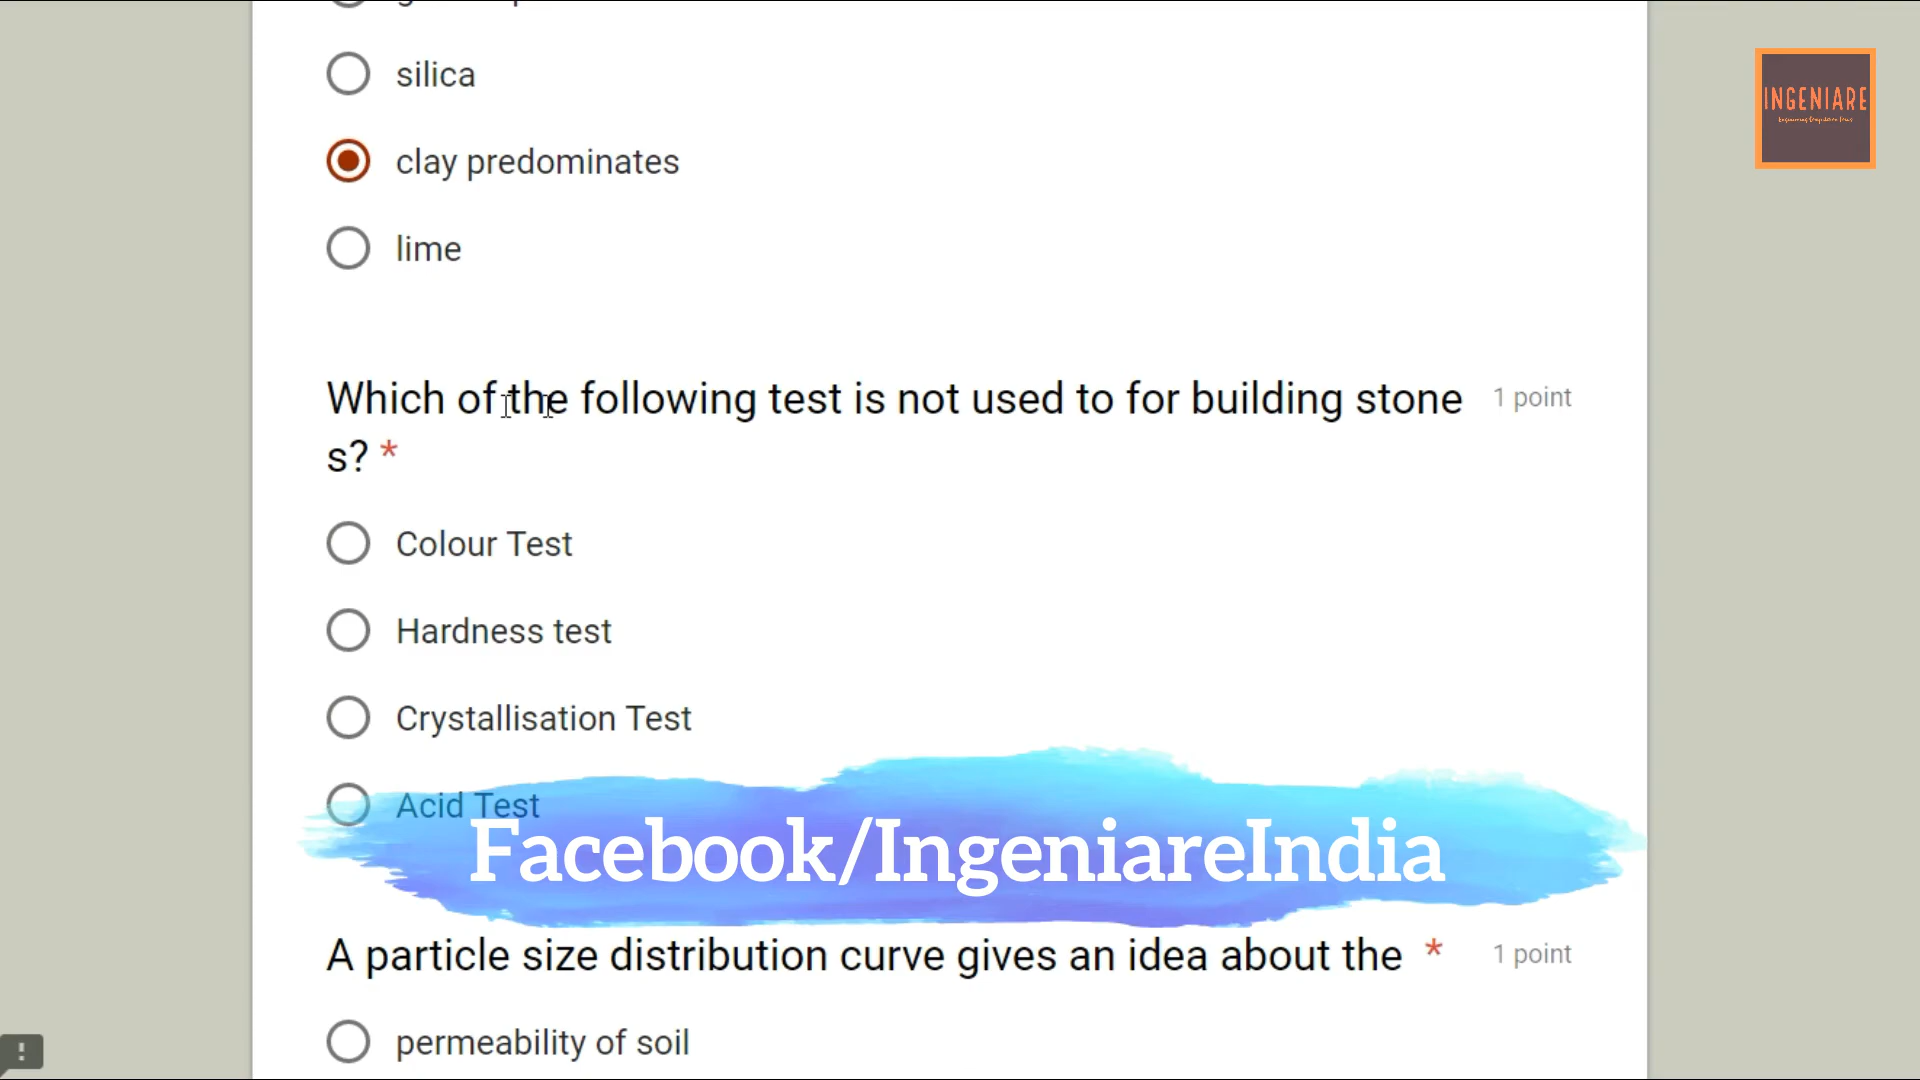 silica
INGENIARE
clay predominates
lime
Which of the following test is not used to for building stone
s? *
1 point
Colour Test
Hardness test
Crystallisation Test
Acid Test
Facebook/IngeniareIndia
A particle size distribution curve gives an idea about the *
1 point
permeability of soil